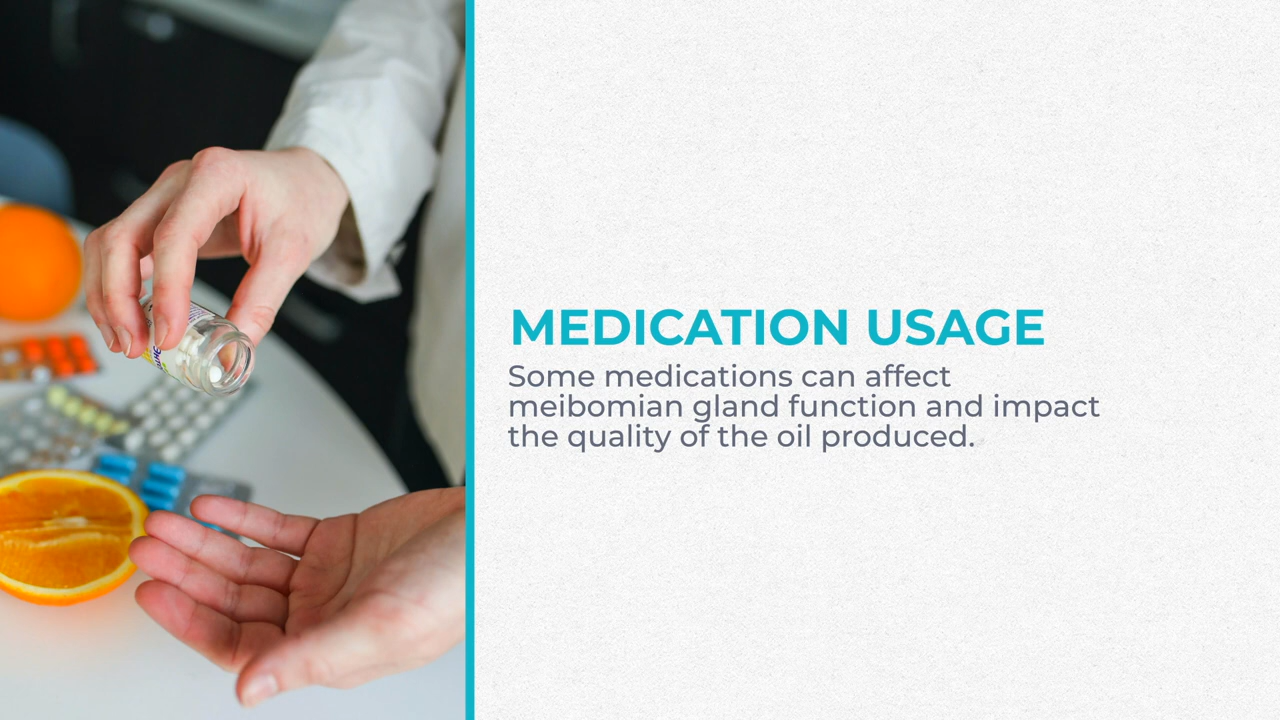 MEDICATION USAGE
Some medications can affect
meibomian gland function and impact
the quality of the oil produced.